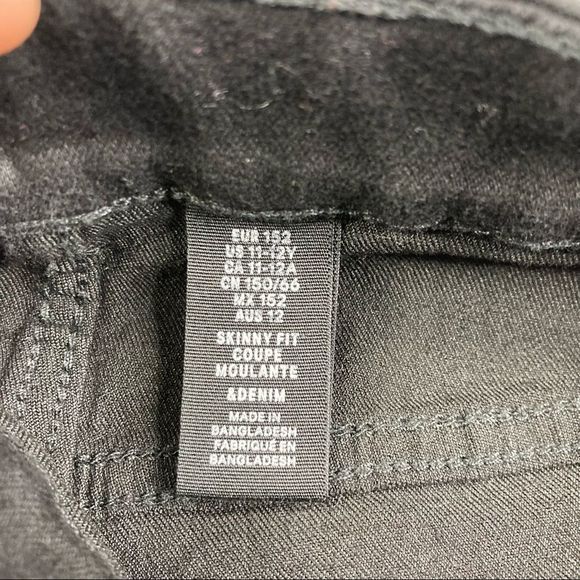 EUR 152
US 11-12Y
CA 11-12A
CN 150/66
MX 152
AUS 12
SKINNY FIT
COUPE
MOULANTE
&DENIM
MADE IN
BANGLADESH
FABRIQUÉ EN
BANGLADESH